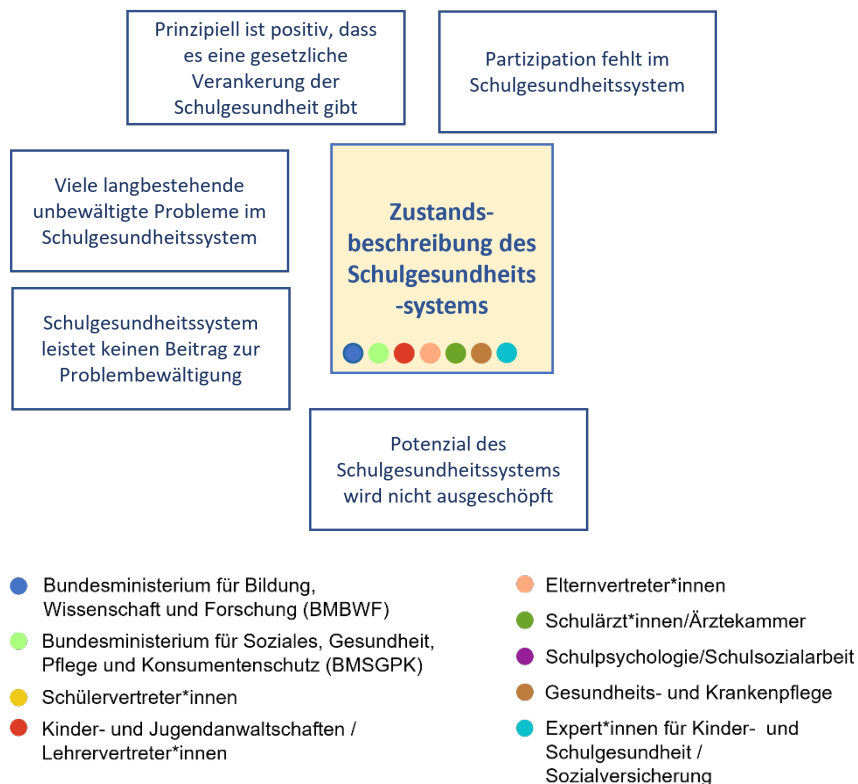 Prinzipiell ist positiv, dass
es eine gesetzliche
Verankerung der
Schulgesundheit gibt
Partizipation fehlt im
Schulgesundheitssystem
Viele langbestehende
unbewältigte Probleme im
Schulgesundheitssystem
Zustands-
beschreibung des
Schulgesundheits
-systems
Schulgesundheitssystem
leistet keinen Beitrag zur
Problembewältigung
Potenzial des
Schulgesundheitssystems
wird nicht ausgeschöpft
Bundesministerium für Bildung,
Wissenschaft und Forschung (BMBWF)
Bundesministerium für Soziales, Gesundheit,
Pflege und Konsumentenschutz (BMSGPK)
Schülervertreter*innen
Kinder- und Jugendanwaltschaften /
Lehrervertreter*innen
Elternvertreter*innen
Schulärzt*innen/Ärztekammer
Schulpsychologie/Schulsozialarbeit
Gesundheits- und Krankenpflege
Expert*innen für Kinder- und
Schulgesundheit /
Sozialversicherung